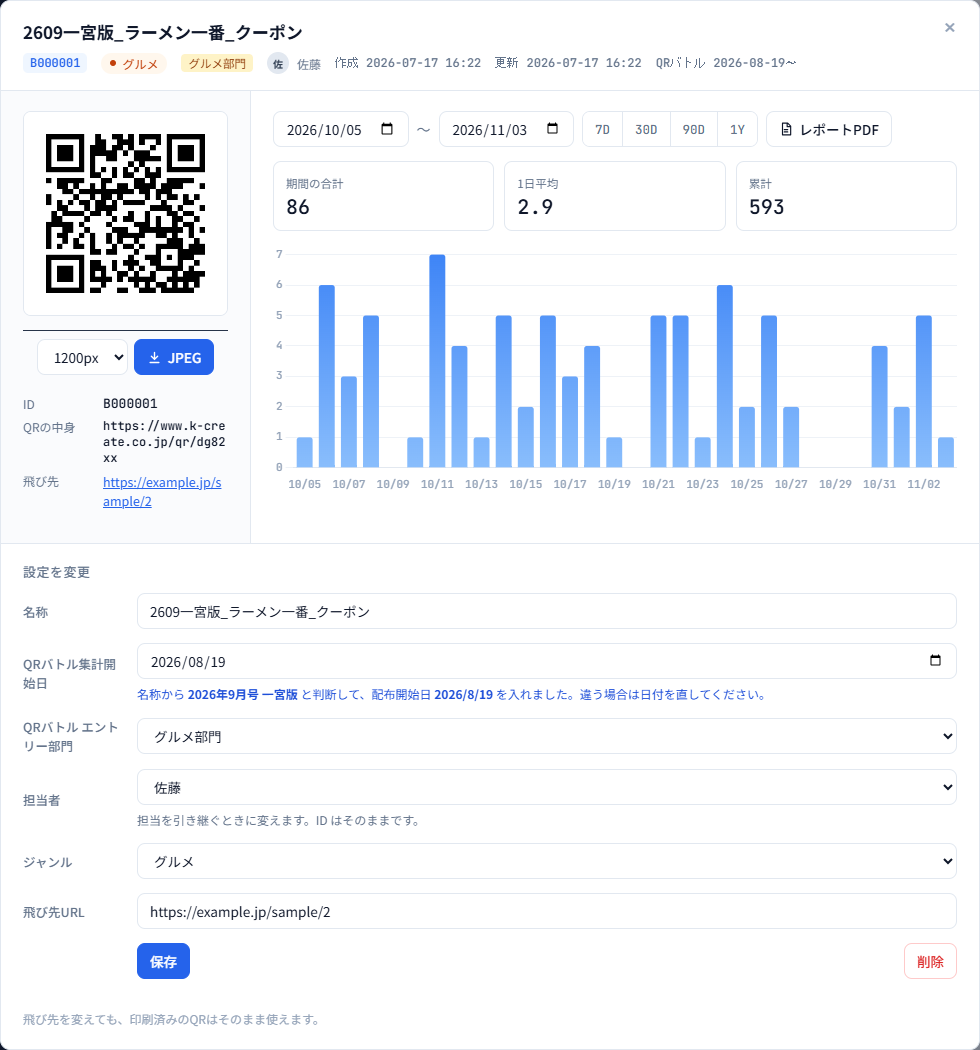 2609一宮版_ラーメン一番_クーポン
×
B000001 グルメ グルメ部門 佐 佐藤 作成 2026-07-17 16:22 更新 2026-07-17 16:22 QRバトル 2026-08-19〜
2026/10/05 〜 2026/11/03 7D 30D 90D 1Y レポートPDF
期間の合計
86
1日平均
2.9
累計
593
7
6
5
4
3
2
1
0
10/05 10/07 10/09 10/11 10/13 10/15 10/17 10/19 10/21 10/23 10/25 10/27 10/29 10/31 11/02
1200px JPEG
ID B000001
QRの中身 https://www.k-cre
ate.co.jp/qr/dg82
xx
飛び先 https://example.jp/s
ample/2
設定を変更
名称 2609一宮版_ラーメン一番_クーポン
QRバトル集計開
始日
2026/08/19
名称から 2026年9月号 一宮版 と判断して、配布開始日 2026/8/19 を入れました。違う場合は日付を直してください。
QRバトル エント
リー部門
グルメ部門
担当者 佐藤
担当を引き継ぐときに変えます。ID はそのままです。
ジャンル グルメ
飛び先URL https://example.jp/sample/2
保存 削除
飛び先を変えても、印刷済みのQRはそのまま使えます。